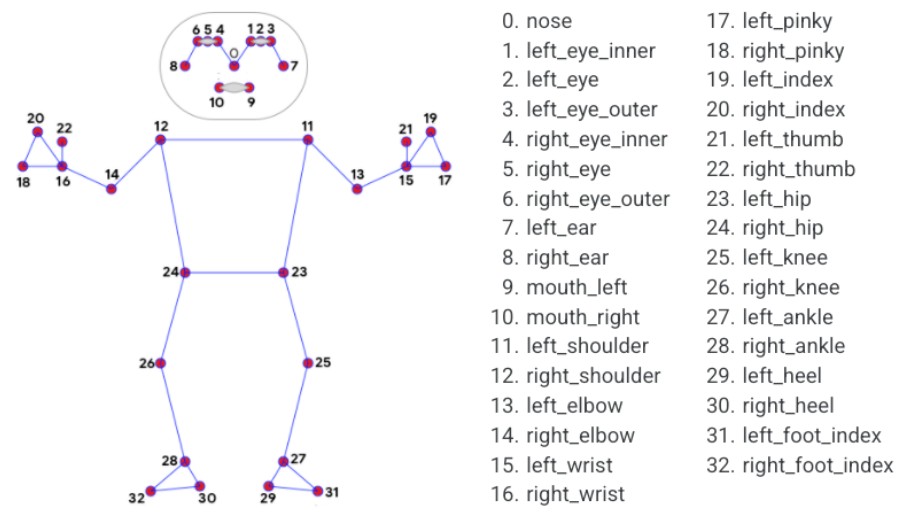 6 5 4 1 2 3
0
8 7
10 9
20 22 12 11 21 19
18 16 14 13 15 17
24 23
26 25
28 27
32 30 29 31
0. nose
1. left_eye_inner
2. left_eye
3. left_eye_outer
4. right_eye_inner
5. right_eye
6. right_eye_outer
7. left_ear
8. right_ear
9. mouth_left
10. mouth_right
11. left_shoulder
12. right_shoulder
13. left_elbow
14. right_elbow
15. left_wrist
16. right_wrist
17. left_pinky
18. right_pinky
19. left_index
20. right_index
21. left_thumb
22. right_thumb
23. left_hip
24. right_hip
25. left_knee
26. right_knee
27. left_ankle
28. right_ankle
29. left_heel
30. right_heel
31. left_foot_index
32. right_foot_index